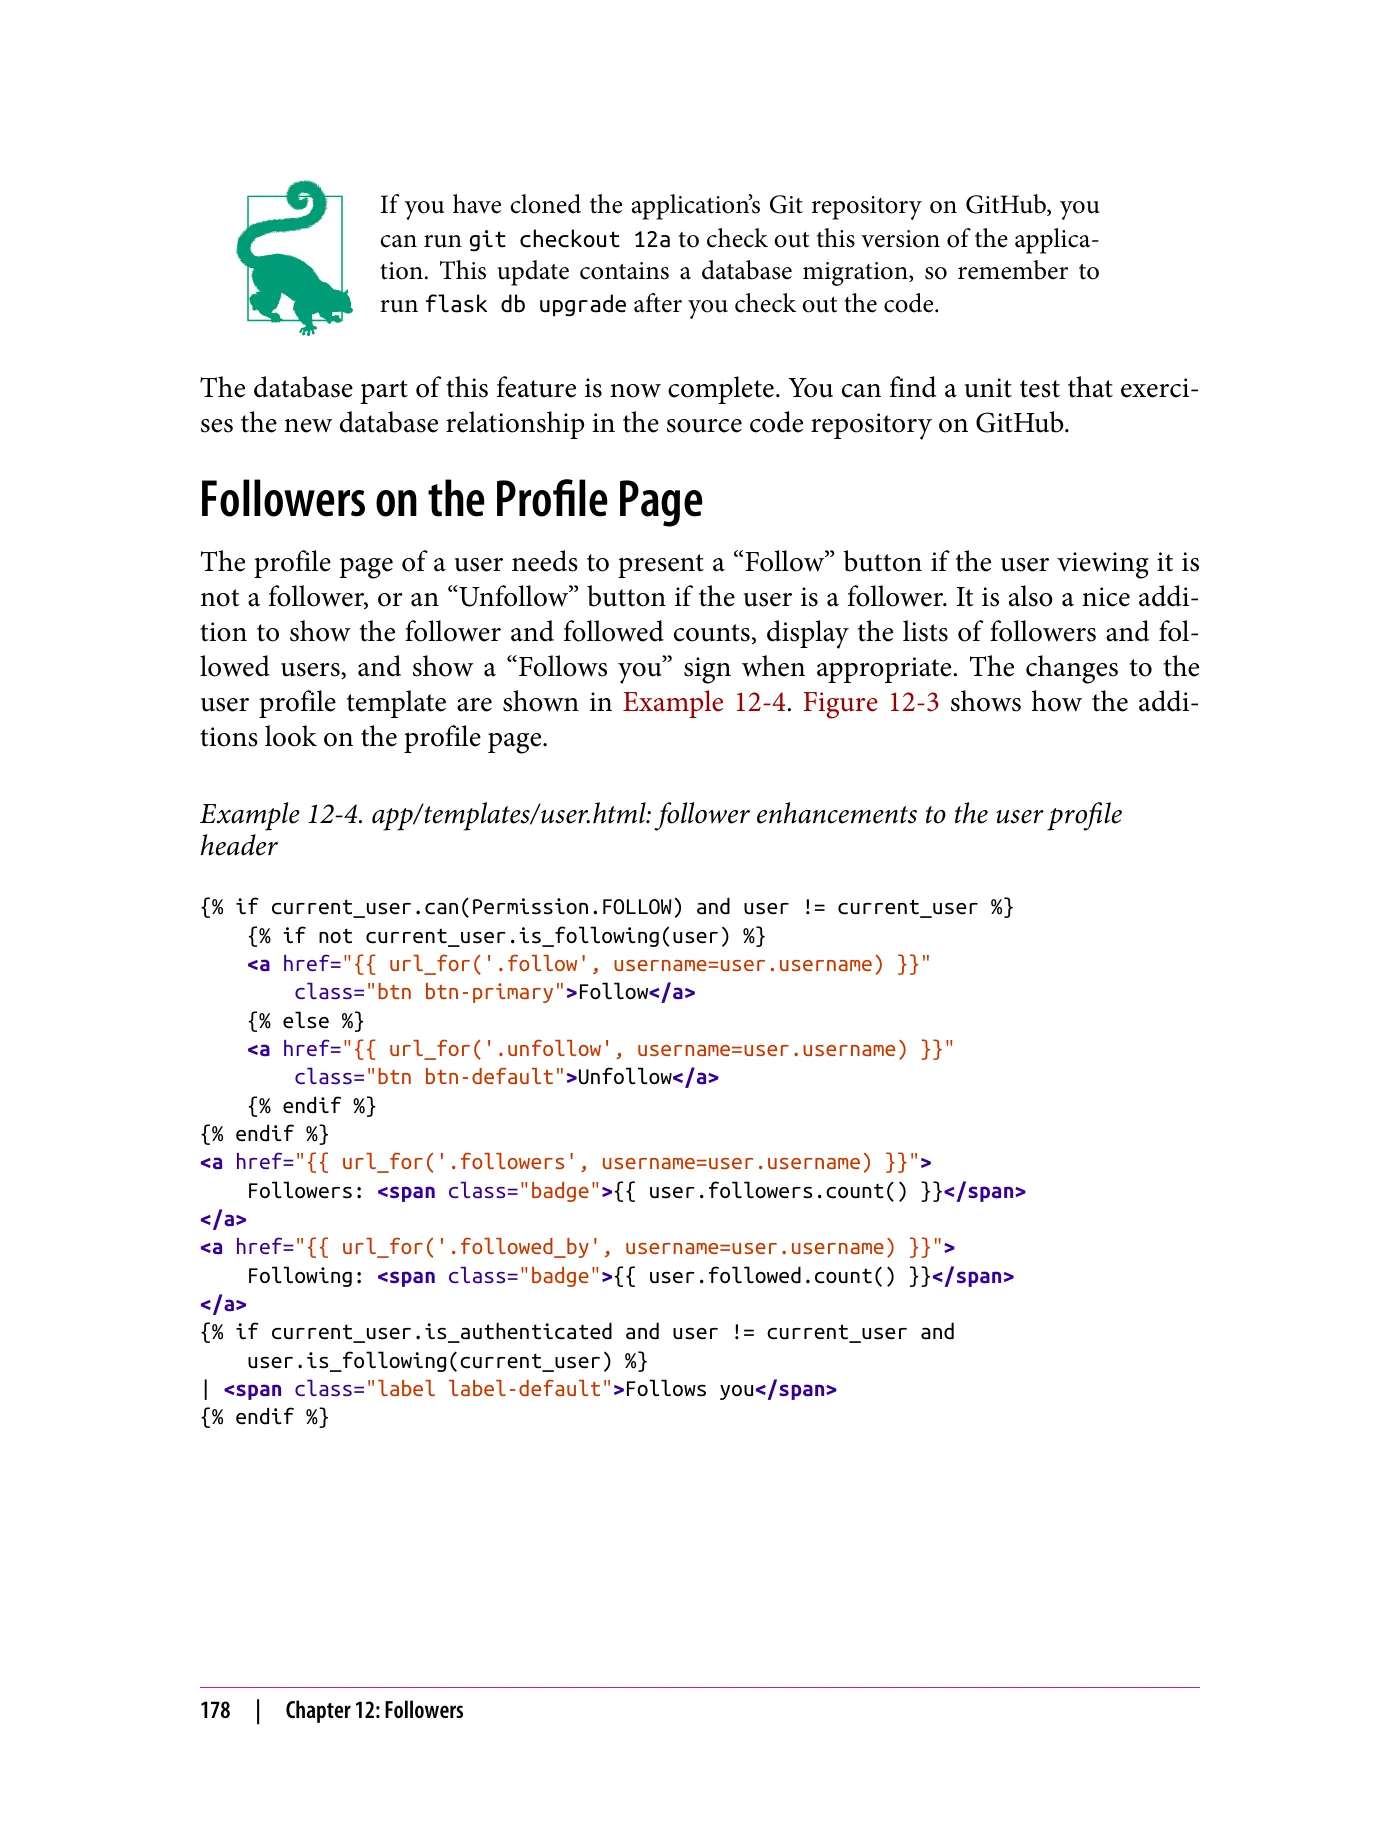 If you have cloned the application’s Git repository on GitHub, you
can run git checkout 12a to check out this version of the applica-
tion. This update contains a database migration, so remember to
run flask db upgrade after you check out the code.
The database part of this feature is now complete. You can find a unit test that exerci-
ses the new database relationship in the source code repository on GitHub.
Followers on the Profile Page
The profile page of a user needs to present a “Follow” button if the user viewing it is
not a follower, or an “Unfollow” button if the user is a follower. It is also a nice addi-
tion to show the follower and followed counts, display the lists of followers and fol-
lowed users, and show a “Follows you” sign when appropriate. The changes to the
user profile template are shown in Example 12-4. Figure 12-3 shows how the addi-
tions look on the profile page.
Example 12-4. app/templates/user.html: follower enhancements to the user profile
header
{% if current_user.can(Permission.FOLLOW) and user != current_user %}
    {% if not current_user.is_following(user) %}
    <a href="{{ url_for('.follow', username=user.username) }}"
        class="btn btn-primary">Follow</a>
    {% else %}
    <a href="{{ url_for('.unfollow', username=user.username) }}"
        class="btn btn-default">Unfollow</a>
    {% endif %}
{% endif %}
<a href="{{ url_for('.followers', username=user.username) }}">
    Followers: <span class="badge">{{ user.followers.count() }}</span>
</a>
<a href="{{ url_for('.followed_by', username=user.username) }}">
    Following: <span class="badge">{{ user.followed.count() }}</span>
</a>
{% if current_user.is_authenticated and user != current_user and
    user.is_following(current_user) %}
| <span class="label label-default">Follows you</span>
{% endif %}
178 | Chapter 12: Followers